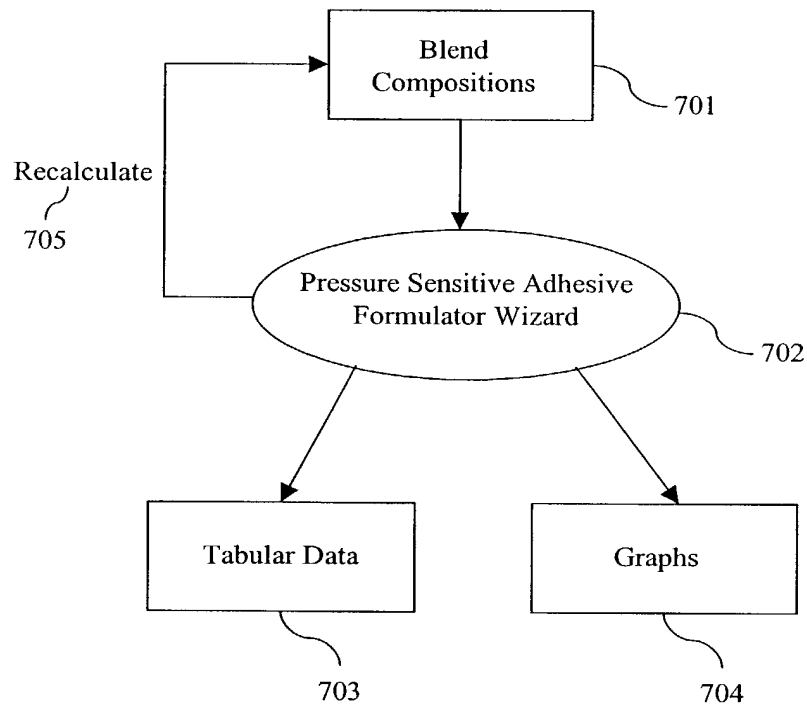 Blend
Compositions
701
Recalculate
705
Pressure Sensitive Adhesive
Formulator Wizard
702
Tabular Data
Graphs
703
704